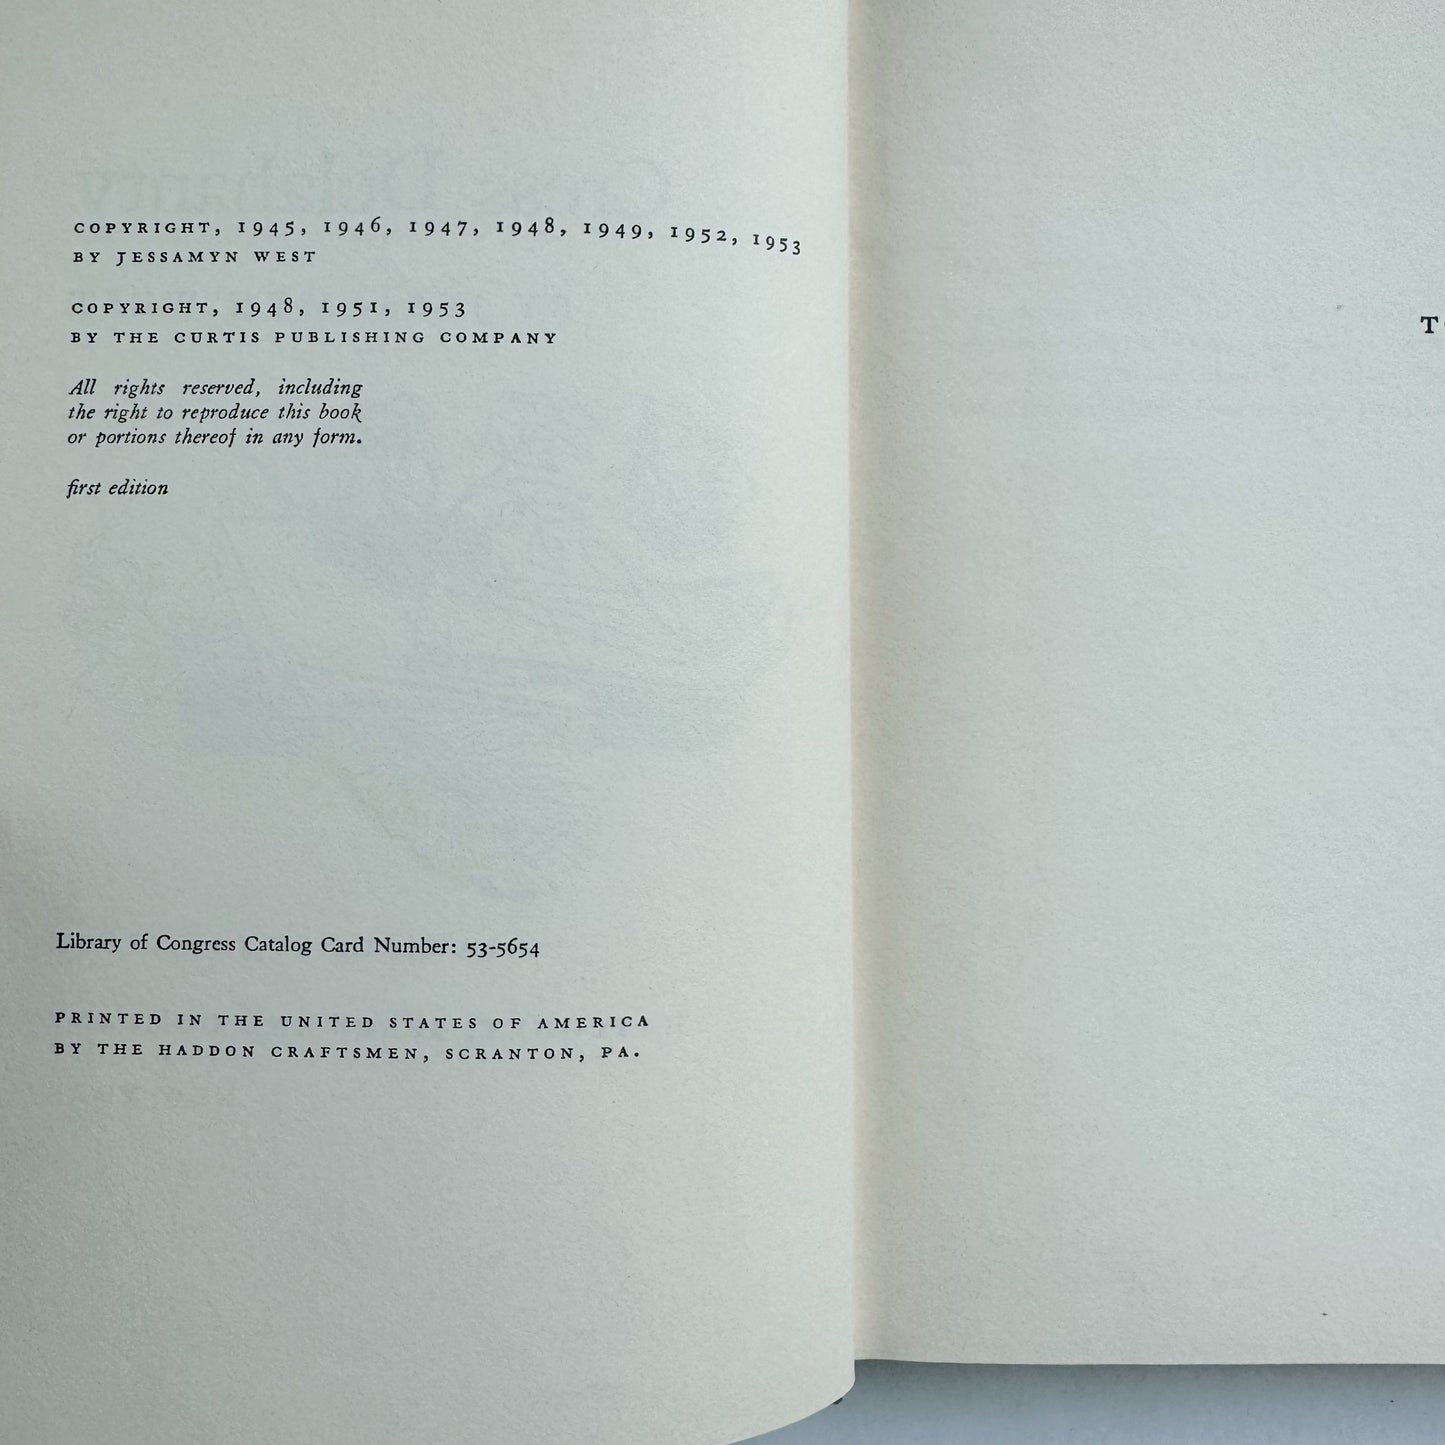 COPYRIGHT, 1945, 1946, 1947, 1948, 1949, 1952, 1953
BY JESSAMYN WEST
COPYRIGHT, 1948, 1951, 1953
BY THE CURTIS PUBLISHING COMPANY
All rights reserved, including
the right to reproduce this book
or portions thereof in any form.
first edition
Library of Congress Catalog Card Number: 53-5654
PRINTED IN THE UNITED STATES OF AMERICA
BY THE HADDON CRAFTSMEN, SCRANTON, PA.